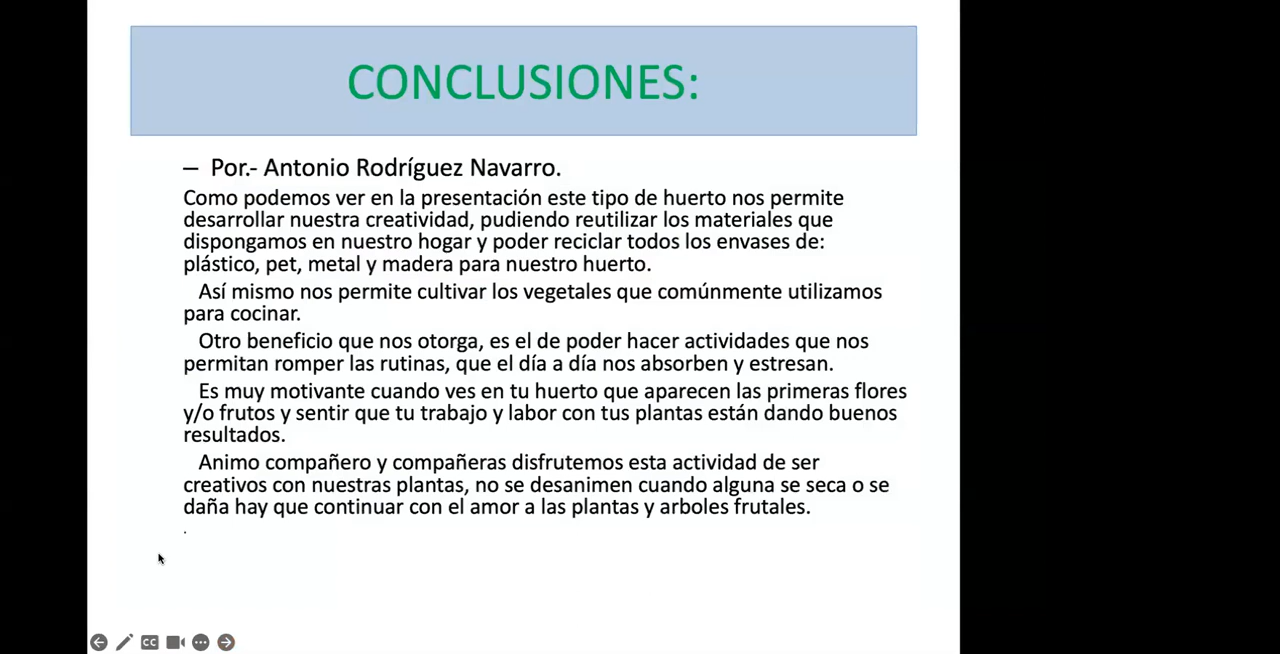 CONCLUSIONES:
– Por.- Antonio Rodríguez Navarro.
Como podemos ver en la presentación este tipo de huerto nos permite
desarrollar nuestra creatividad, pudiendo reutilizar los materiales que
dispongamos en nuestro hogar y poder reciclar todos los envases de:
plástico, pet, metal y madera para nuestro huerto.
Así mismo nos permite cultivar los vegetales que comúnmente utilizamos
para cocinar.
Otro beneficio que nos otorga, es el de poder hacer actividades que nos
permitan romper las rutinas, que el día a día nos absorben y estresan.
Es muy motivante cuando ves en tu huerto que aparecen las primeras flores
y/o frutos y sentir que tu trabajo y labor con tus plantas están dando buenos
resultados.
Animo compañero y compañeras disfrutemos esta actividad de ser
creativos con nuestras plantas, no se desanimen cuando alguna se seca o se
daña hay que continuar con el amor a las plantas y arboles frutales.
.
CC